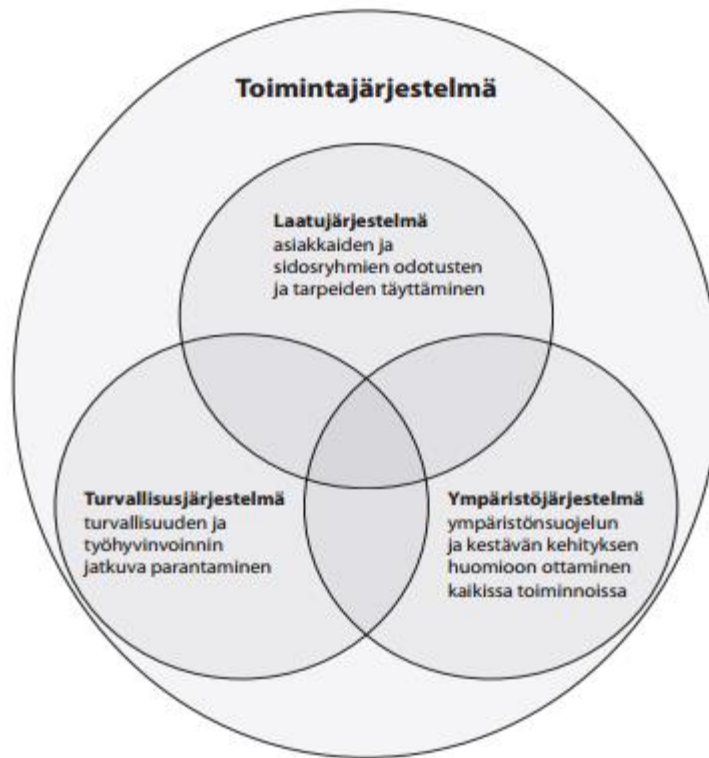 Toimintajärjestelmä
Laatujärjestelmä
asiakkaiden ja
sidosryhmien odotusten
ja tarpeiden täyttäminen
Turvallisusjärjestelmä
turvallisuuden ja
työhyvinvoinnin
jatkuva parantaminen
Ympäristöjärjestelmä
ympäristönsuojelun
ja kestävän kehityksen
huomioon ottaminen
kaikissa toiminnoissa